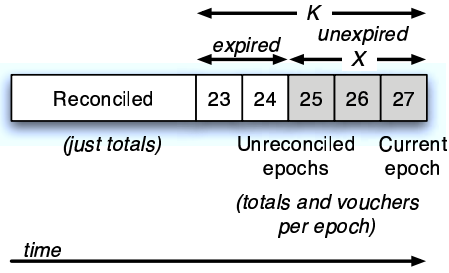 K
expired
unexpired
X
Reconciled 23 24 25 26 27
(just totals)
Unreconciled
epochs
Current
epoch
(totals and vouchers
per epoch)
time